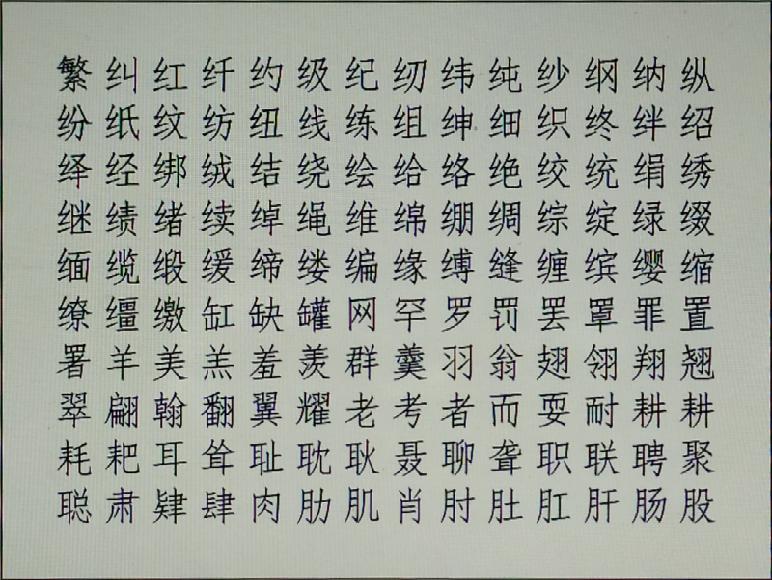 繁纠红纤约级纪纫纬纯纱纲纳纵
纷纸纹纺纽线练组绅细织终绊绍
绎经绑绒结绕绘给络绝绞统绢绣
继绩绪续绰绳维绵绷绸综绽绿缀
缅缆缎缓缔缕编缘缚缝缠缤缨缩
缭缰缴缸缺罐网罕罗罚罢罩罪置
署羊美羔羞羡群羹羽翁翅翎翔翘
翠翩翰翻翼耀老考者而耍耐耕耕
耗耙耳耸耻耽耿聂聊聋职联聘聚
聪肃肄肆肉肋肌肖肘肚肛肝肠股